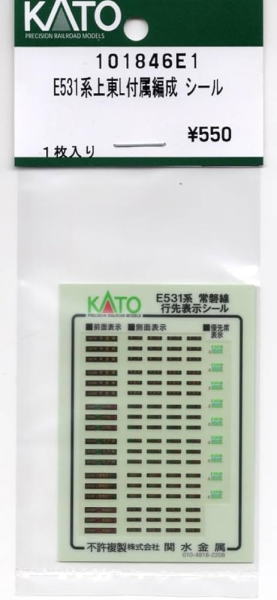 KATO
PRECISION RAILROAD MODELS
101846E1
E531系上東L付属編成 シール
¥550
1枚入り
KATO
PRECISION RAILROAD MODELS
E531系 常磐線
行先表示シール
■前面表示 ■側面表示 ■優先席
表示
不許複製株式会社 関水金属